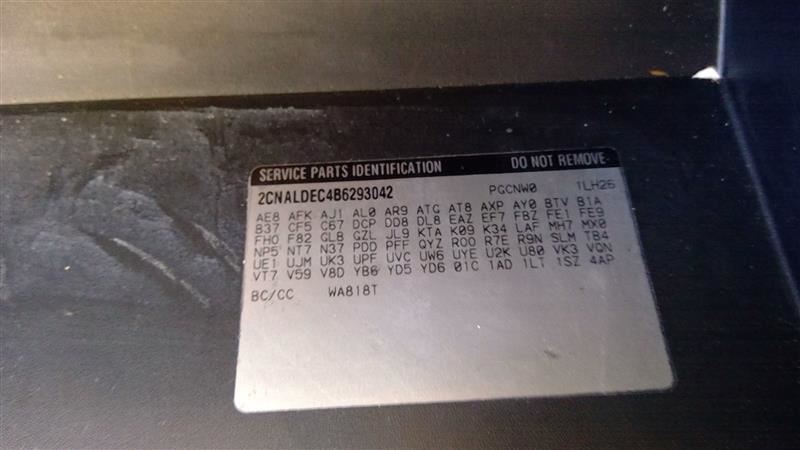 SERVICE PARTS IDENTIFICATION DO NOT REMOVE
2CNALDEC4B6293042 PGCNW0 1LH26
AE8 AFK AJ1 AL0 AR9 ATG AT8 AXP AY0 BTV B1A
B37 CF5 C67 DCP DD8 DL8 EAZ EF7 FBZ FE1 FE9
FH0 F82 GLB GZL JL9 KTA K09 K34 LAF MH7 MX0
NP5 NT7 N37 PDD PFF QYZ R00 R7E R9N SLM TB4
UE1 UJM UK3 UPF UVC UW6 UYE U2K U80 VK3 VQN
VT7 V59 V8D YB6 YD5 YD6 01C 1AD 1LT 1SZ 4AP
BC/CC WA818T